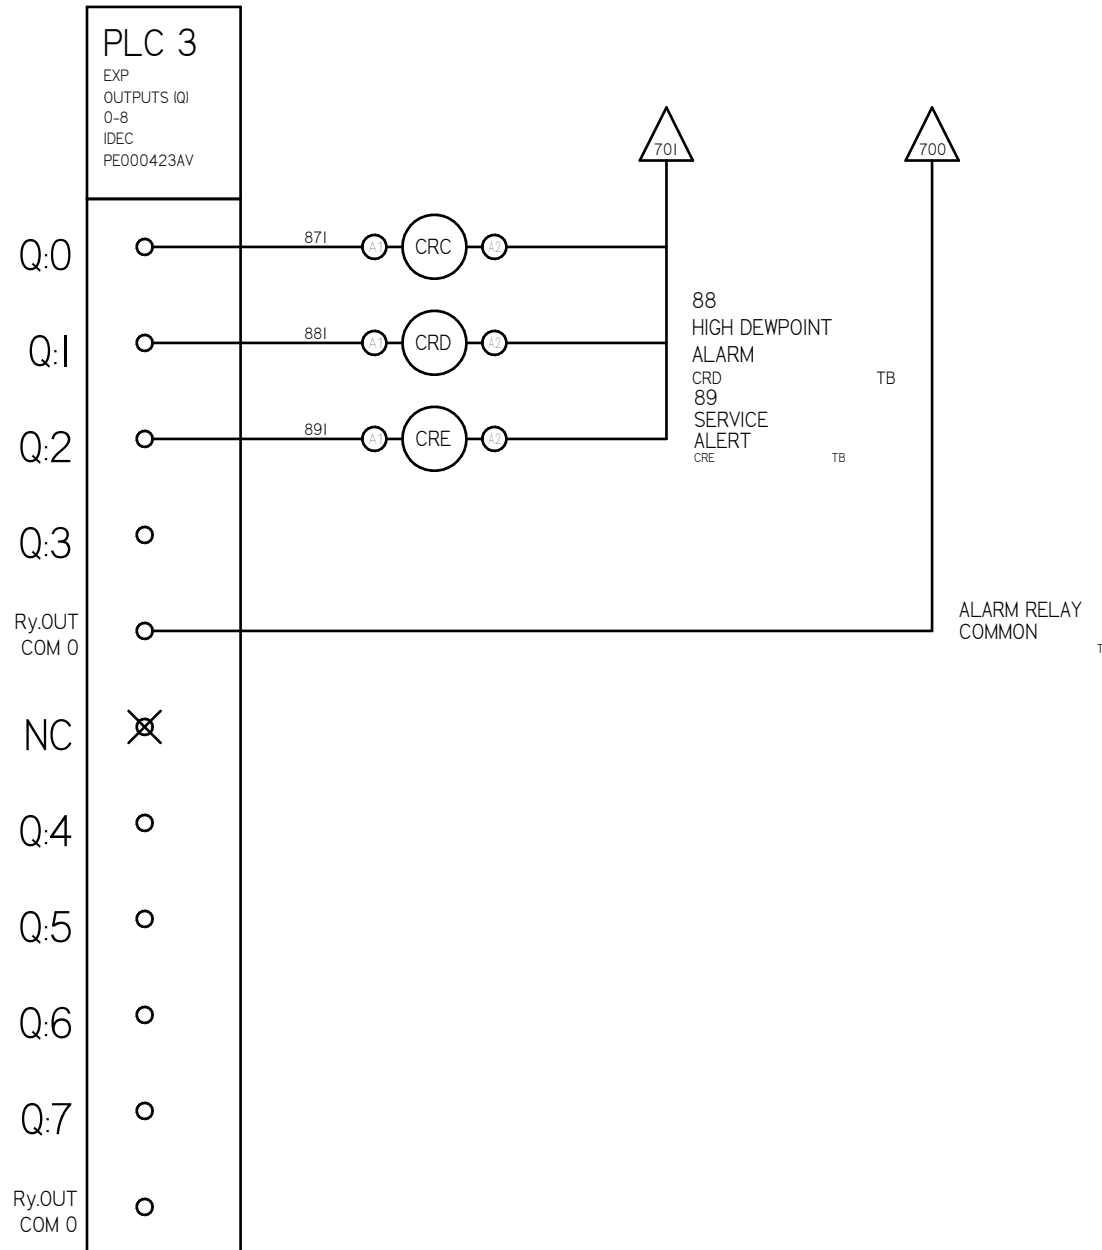 PLC 3
EXP
OUTPUTS (Q)
0-8
IDEC
PE000423AV
701
700
Q:0
871
A1
CRC
A2
Q:1
881
A1
CRD
A2
88
HIGH DEWPOINT
ALARM
CRD TB
89
SERVICE
ALERT
CRE TB
Q:2
891
A1
CRE
A2
Q:3
Ry.OUT
COM 0
ALARM RELAY
COMMON
T
NC
Q:4
Q:5
Q:6
Q:7
Ry.OUT
COM 0